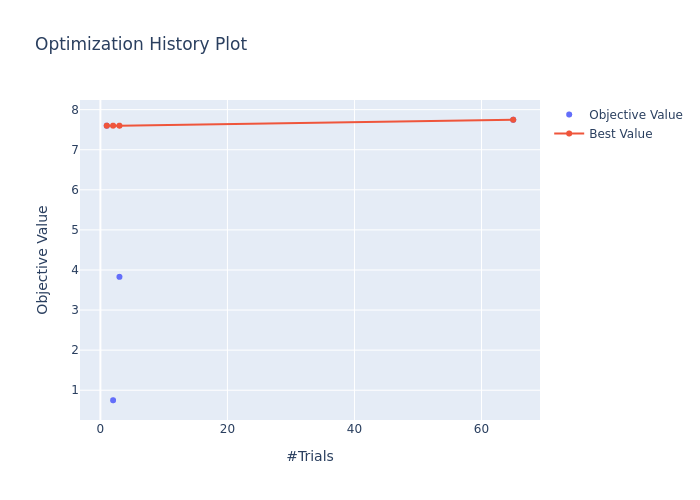 Optimization History Plot
Objective Value
Best Value
8
7
6
5
4
3
2
1
Objective Value
0
20
40
60
#Trials